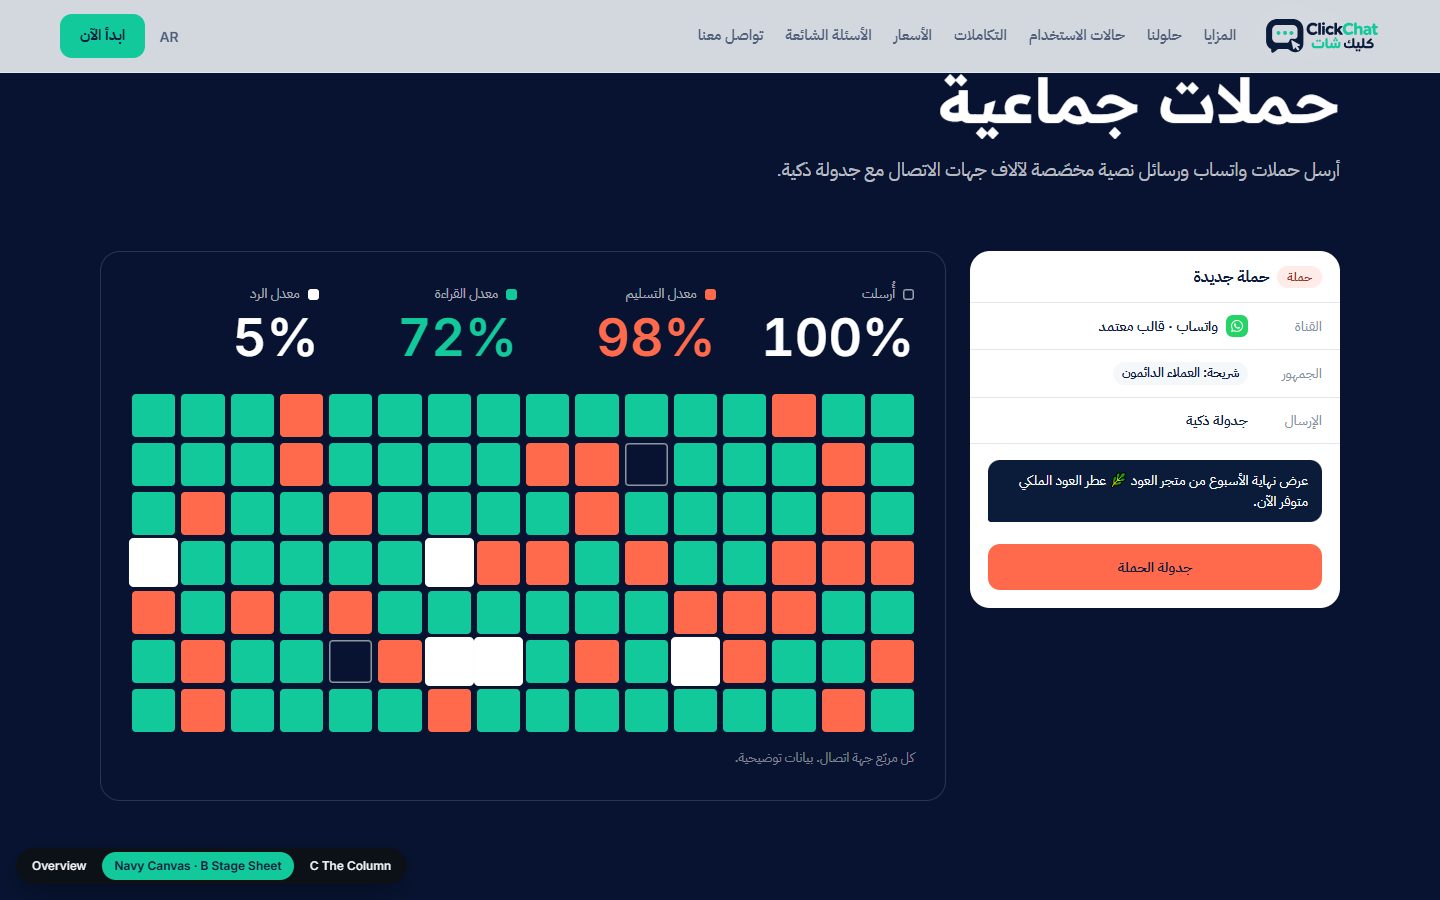 ClickChat
كليك شات
المزايا
حلولنا
حالات الاستخدام
التكاملات
الأسعار
الأسئلة الشائعة
تواصل معنا
AR
ابدأ الآن
حملات جماعية
أرسل حملات واتساب ورسائل نصية مخصّصة لآلاف جهات الاتصال مع جدولة ذكية.
حملة
حملة جديدة
القناة
واتساب · قالب معتمد
الجمهور
شريحة: العملاء الدائمون
الإرسال
جدولة ذكية
عرض نهاية الأسبوع من متجر العود 🌿 عطر العود الملكي
متوفر الآن.
جدولة الحملة
أُرسلت
100%
معدل التسليم
98%
معدل القراءة
72%
معدل الرد
5%
كل مربّع جهة اتصال. بيانات توضيحية.
Overview
Navy Canvas · B Stage Sheet
C The Column